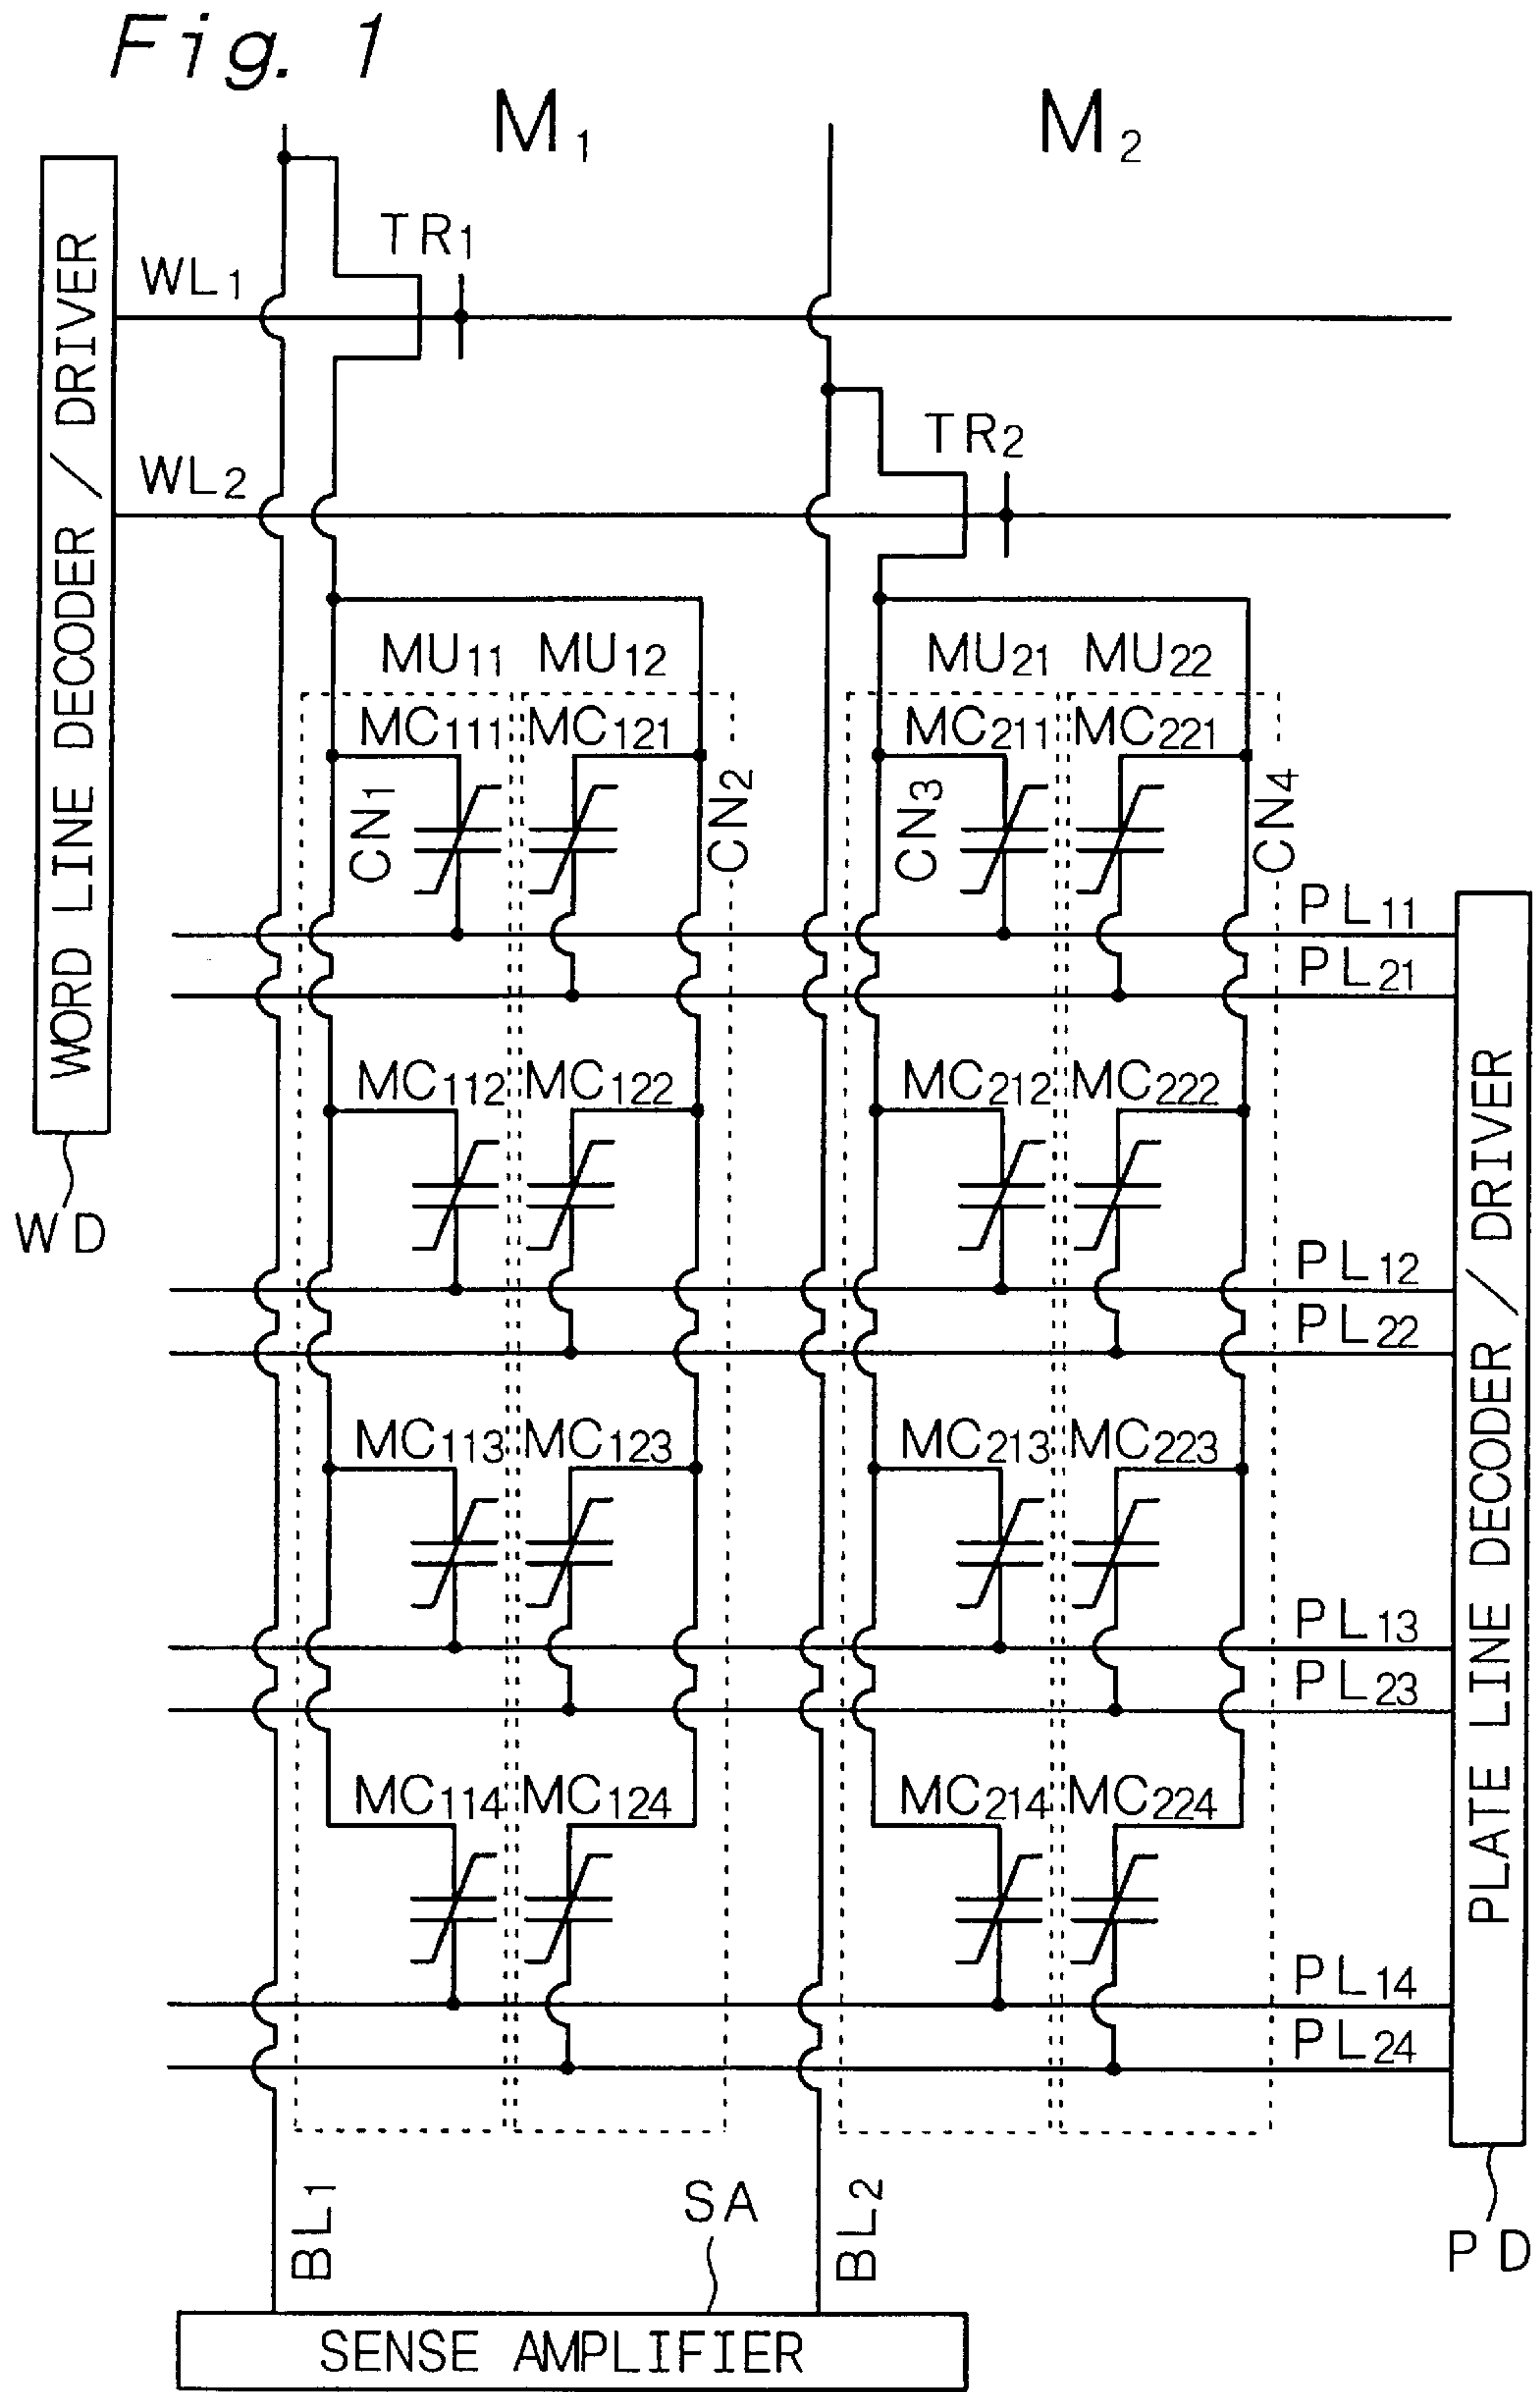 Fig. 1
M1 M2
WORD LINE DECODER / DRIVER
TR1
WL1
TR2
WL2
MU11 MU12 MU21 MU22
MC111 MC121 MC211 MC221
CN1 CN2 CN3 CN4
PL11
PL21
MC112 MC122 MC212 MC222
WD
PL12
PL22
PLATE LINE DECODER / DRIVER
MC113 MC123 MC213 MC223
PL13
PL23
MC114 MC124 MC214 MC224
PL14
PL24
BL1 SA BL2
PD
SENSE AMPLIFIER